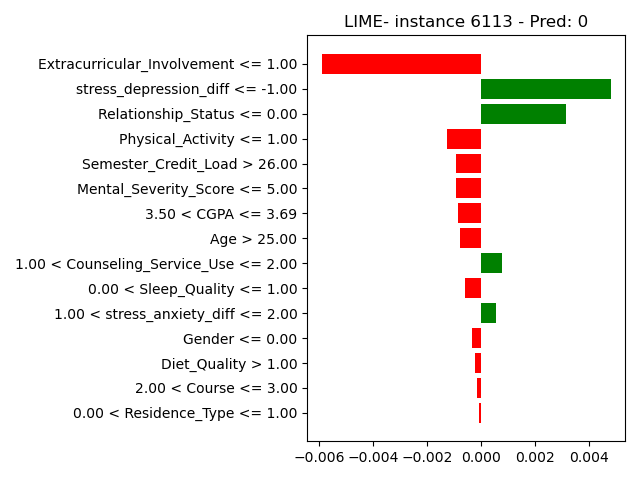 LIME- instance 6113 - Pred: 0
Extracurricular_Involvement <= 1.00
stress_depression_diff <= -1.00
Relationship_Status <= 0.00
Physical_Activity <= 1.00
Semester_Credit_Load > 26.00
Mental_Severity_Score <= 5.00
3.50 < CGPA <= 3.69
Age > 25.00
1.00 < Counseling_Service_Use <= 2.00
0.00 < Sleep_Quality <= 1.00
1.00 < stress_anxiety_diff <= 2.00
Gender <= 0.00
Diet_Quality > 1.00
2.00 < Course <= 3.00
0.00 < Residence_Type <= 1.00
−0.006 −0.004 −0.002 0.000 0.002 0.004